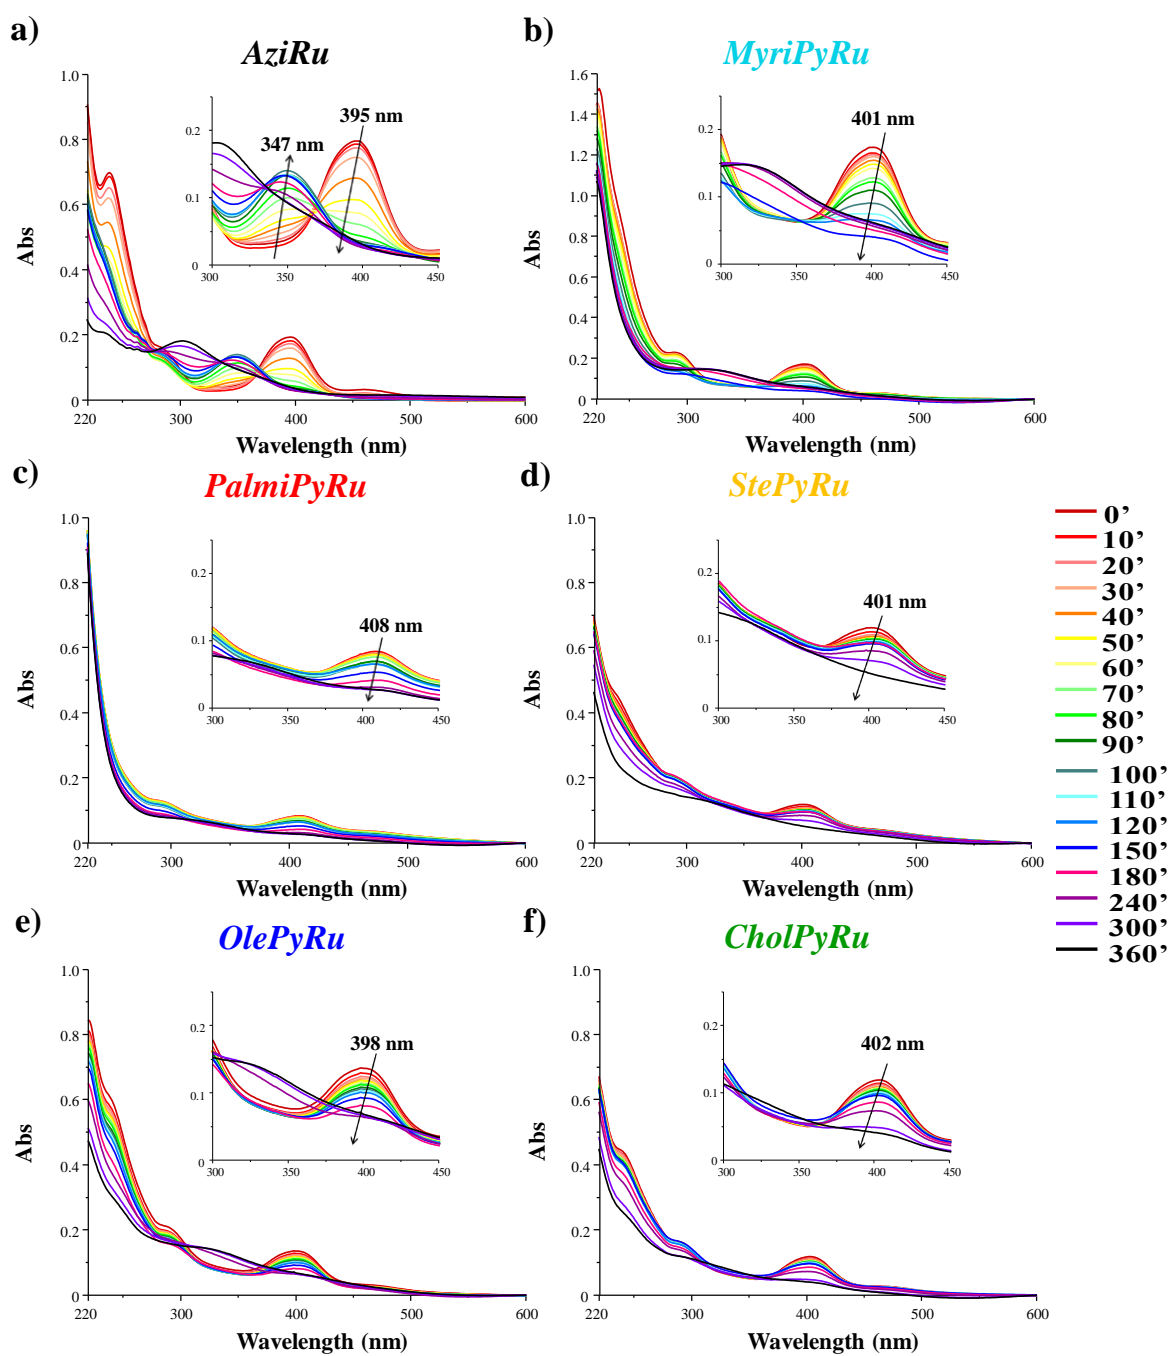 a)
AziRu
1.0
0.8
0.6
0.4
0.2
0
Abs
220 300 400 500 600
Wavelength (nm)
0.2
0.1
0
300 350 400 450
347 nm
395 nm
b)
MyriPyRu
1.6
1.4
1.2
1.0
0.8
0.6
0.4
0.2
0
Abs
220 300 400 500 600
Wavelength (nm)
0.2
0.1
0
300 350 400 450
401 nm
c)
PalmiPyRu
1.0
0.8
0.6
0.4
0.2
0
Abs
220 300 400 500 600
Wavelength (nm)
0.2
0.1
0
300 350 400 450
408 nm
d)
StePyRu
1.0
0.8
0.6
0.4
0.2
0
Abs
220 300 400 500 600
Wavelength (nm)
0.2
0.1
0
300 350 400 450
401 nm
0’
10’
20’
30’
40’
50’
60’
70’
80’
90’
100’
110’
120’
150’
180’
240’
300’
360’
e)
OlePyRu
1.0
0.8
0.6
0.4
0.2
0
Abs
220 300 400 500 600
Wavelength (nm)
0.2
0.1
0
300 350 400 450
398 nm
f)
CholPyRu
1.0
0.8
0.6
0.4
0.2
0
Abs
220 300 400 500 600
Wavelength (nm)
0.2
0.1
0
300 350 400 450
402 nm